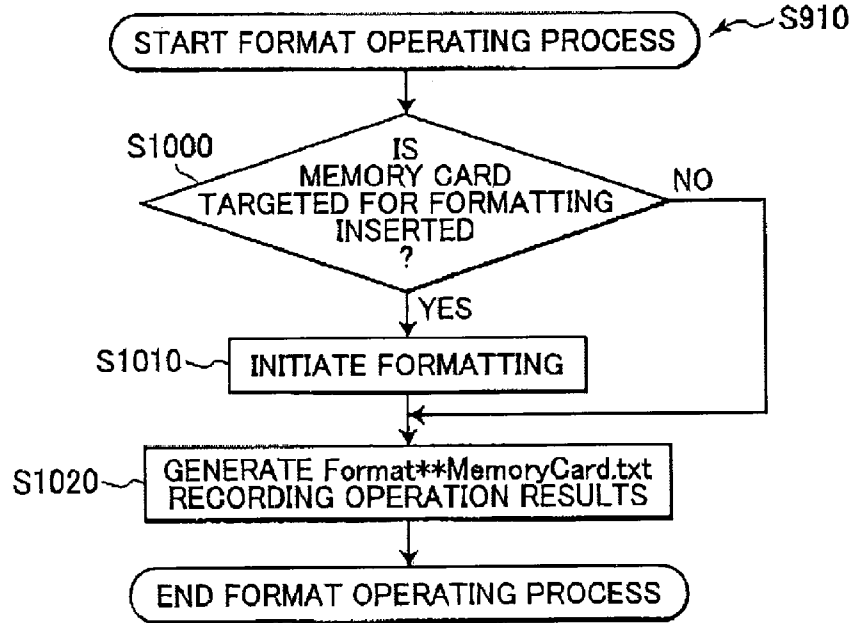 START FORMAT OPERATING PROCESS
S910
S1000
IS
MEMORY CARD
TARGETED FOR FORMATTING
INSERTED
?
NO
YES
S1010
INITIATE FORMATTING
S1020
GENERATE Format**MemoryCard.txt
RECORDING OPERATION RESULTS
END FORMAT OPERATING PROCESS